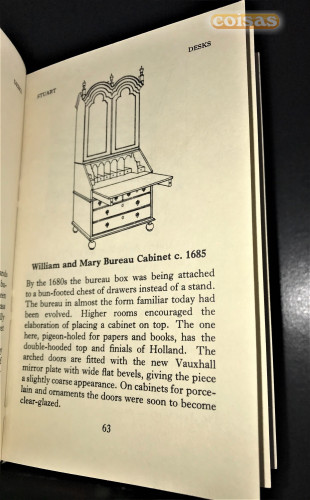 coisas
DESKS
STUART
William and Mary Bureau Cabinet c. 1685
By the 1680s the bureau box was being attached
to a bun-footed chest of drawers instead of a stand.
The bureau in almost the form familiar today had
been evolved. Higher rooms encouraged the
elaboration of placing a cabinet on top. The one
here, pigeon-holed for papers and books, has the
double-hooded top and finials of Holland. The
arched doors are fitted with the new Vauxhall
mirror plate with wide flat bevels, giving the piece
a slightly coarse appearance. On cabinets for porce-
lain and ornaments the doors were soon to become
clear-glazed.
63